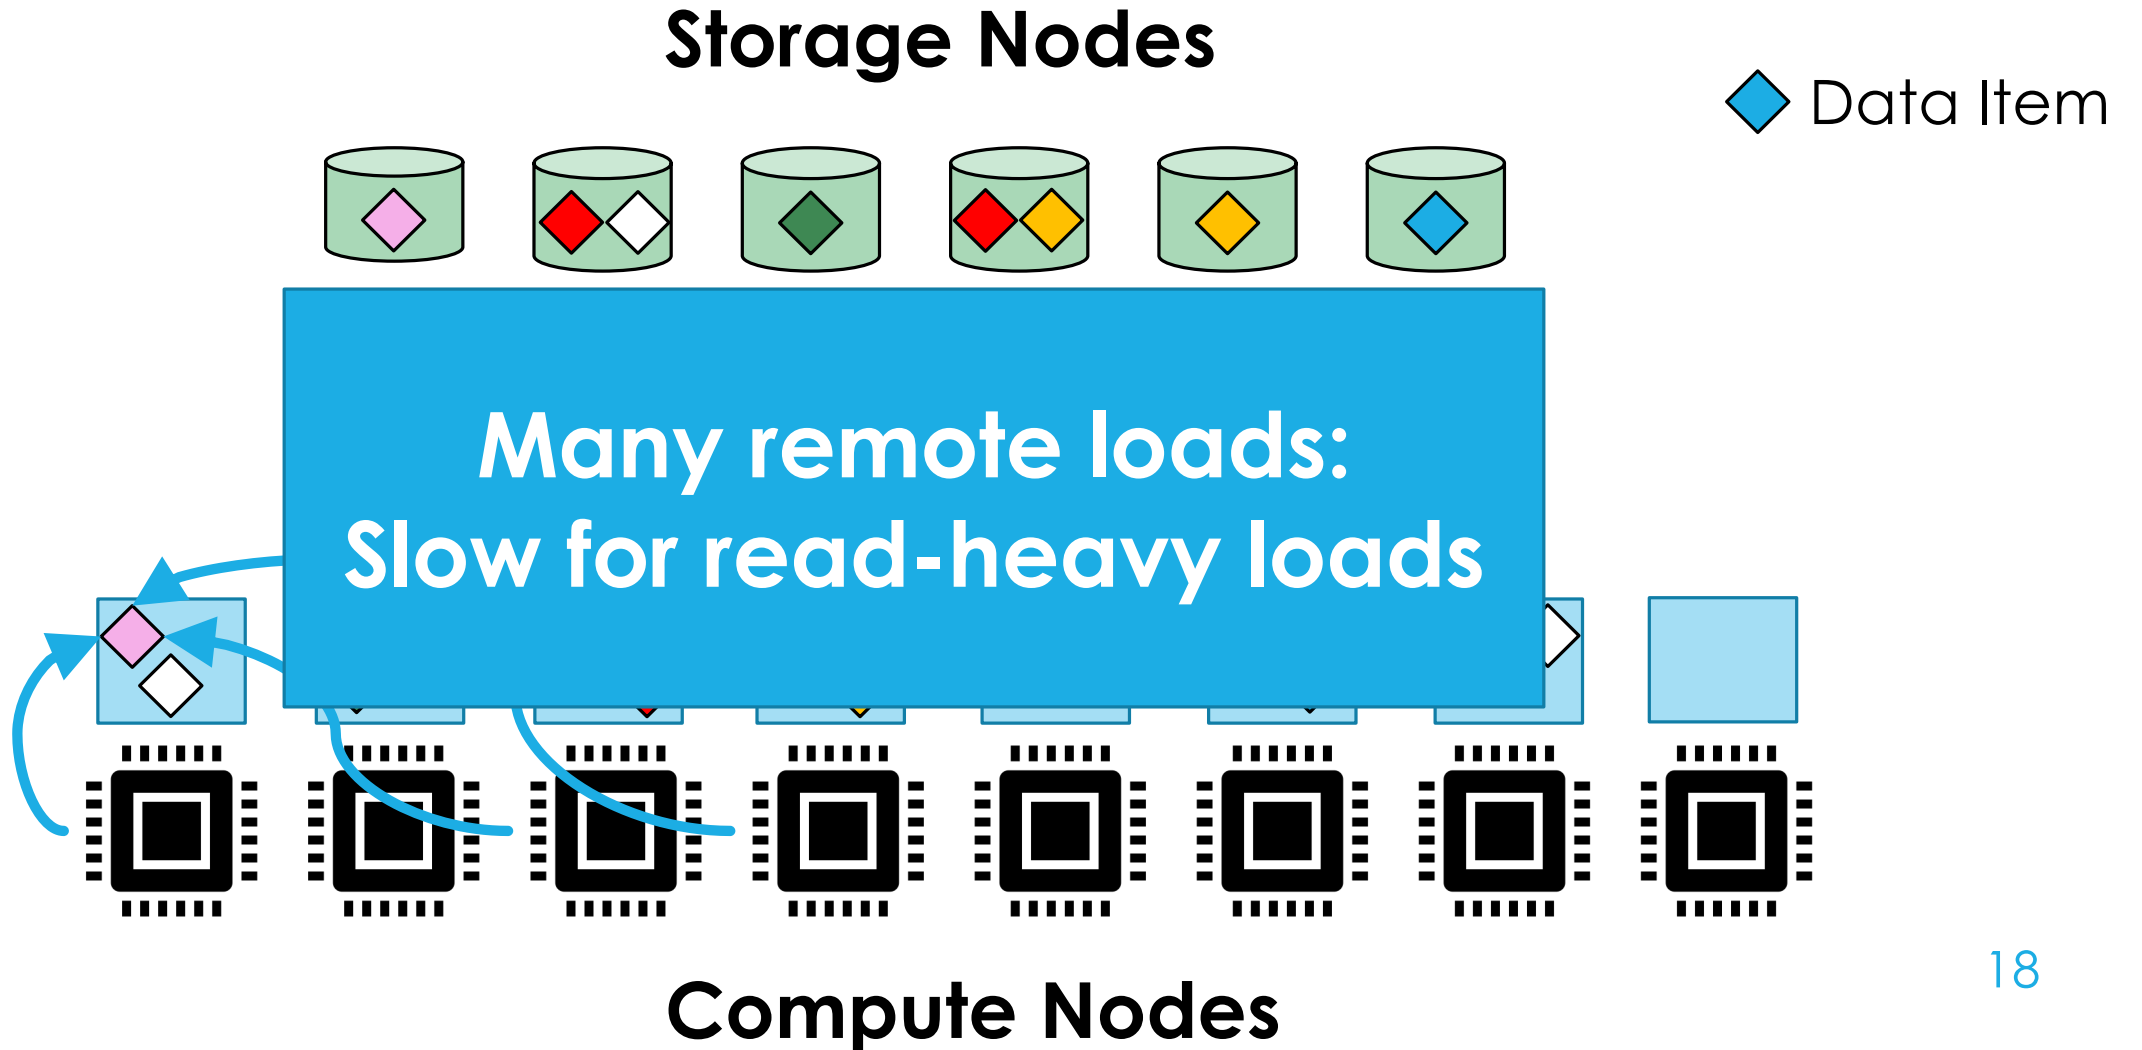 Storage Nodes
Data Item
Many remote loads:
Slow for read-heavy loads
18
Compute Nodes